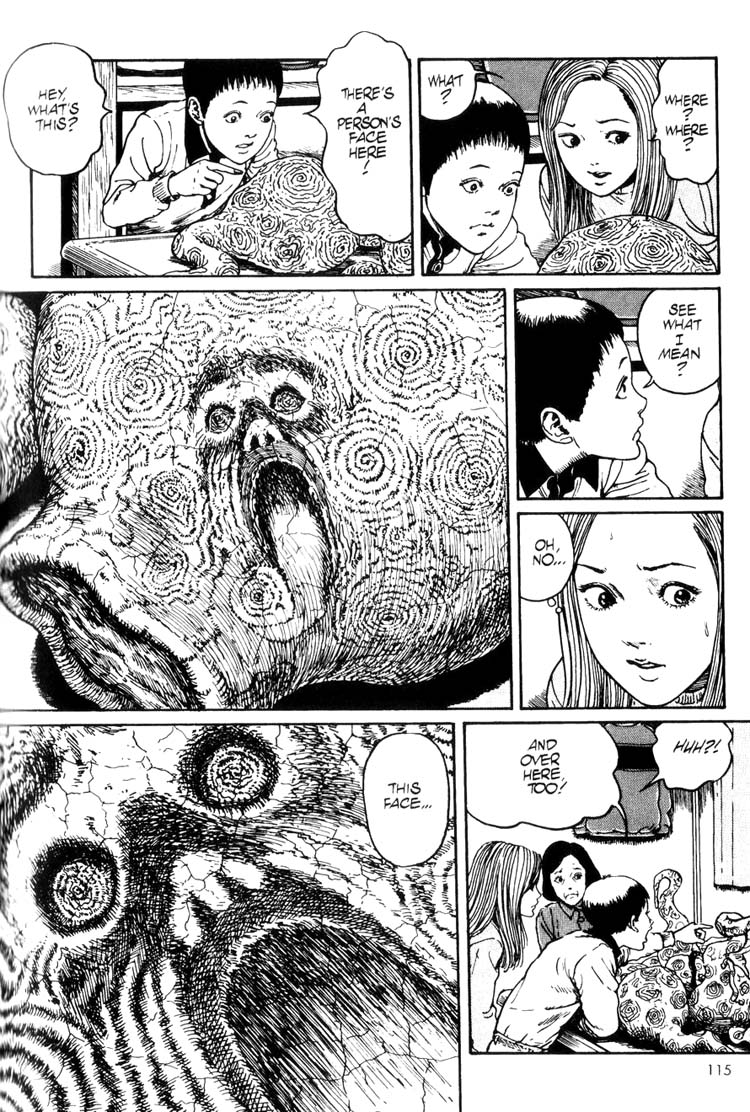 HEY,
WHAT'S
THIS?
THERE'S
A
PERSON'S
FACE
HERE
!
WHAT
?
WHERE
?
WHERE
?
SEE
WHAT
I
MEAN
?
OH,
NO...
THIS
FACE...
AND
OVER
HERE,
TOO!
HUH?!
115